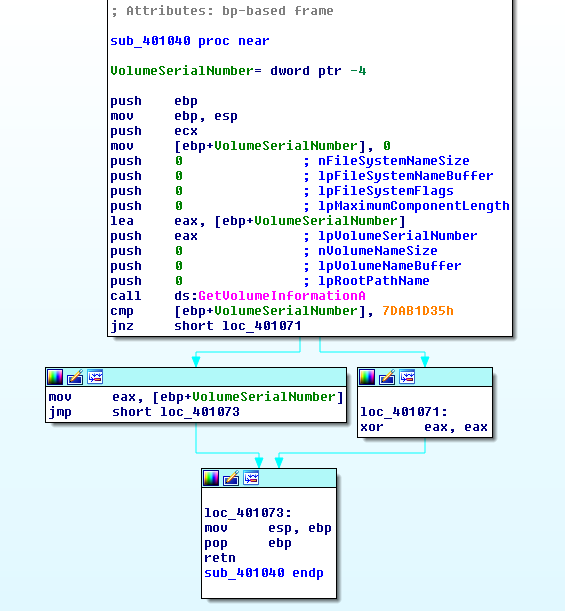 ; Attributes: bp-based frame
sub_401040 proc near
VolumeSerialNumber= dword ptr -4
push ebp
mov ebp, esp
push ecx
mov [ebp+VolumeSerialNumber], 0
push 0 ; nFileSystemNameSize
push 0 ; lpFileSystemNameBuffer
push 0 ; lpFileSystemFlags
push 0 ; lpMaximumComponentLength
lea eax, [ebp+VolumeSerialNumber]
push eax ; lpVolumeSerialNumber
push 0 ; nVolumeNameSize
push 0 ; lpVolumeNameBuffer
push 0 ; lpRootPathName
call ds:GetVolumeInformationA
cmp [ebp+VolumeSerialNumber], 7DAB1D35h
jnz short loc_401071
mov eax, [ebp+VolumeSerialNumber]
jmp short loc_401073
loc_401071:
xor eax, eax
loc_401073:
mov esp, ebp
pop ebp
retn
sub_401040 endp